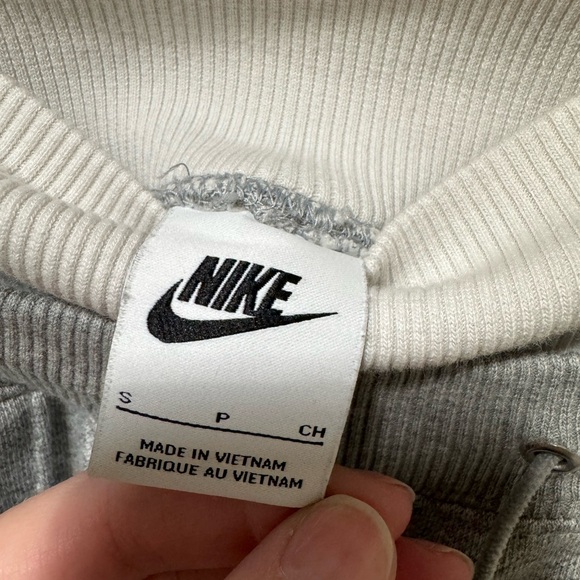 NIKE
S P CH
MADE IN VIETNAM
FABRIQUE AU VIETNAM